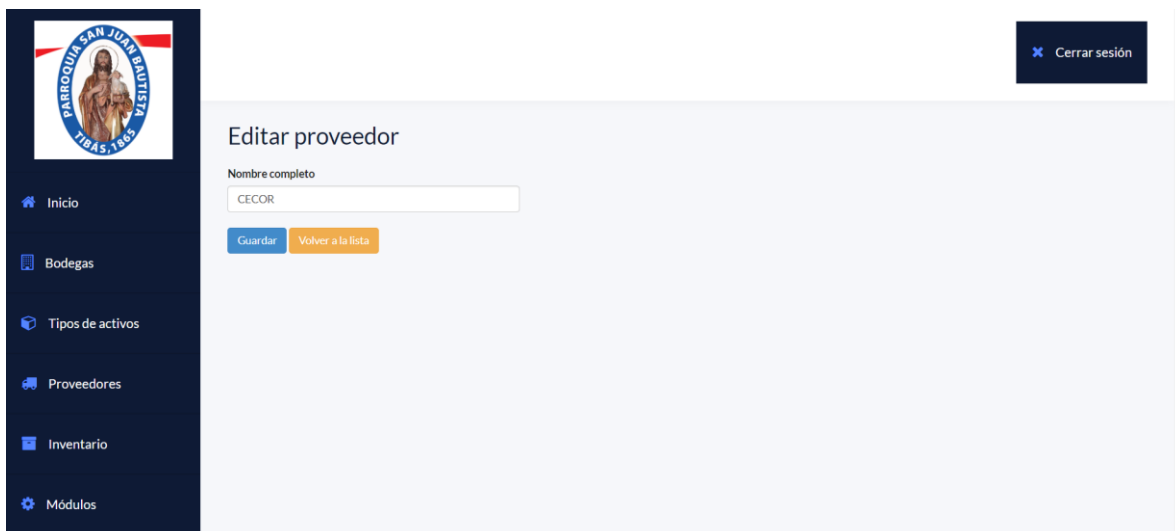 PARROQUIA SAN JUAN BAUTISTA
TIBÁS, 1865
Cerrar sesión
Editar proveedor
Nombre completo
CECOR
Guardar
Volver a la lista
Inicio
Bodegas
Tipos de activos
Proveedores
Inventario
Módulos